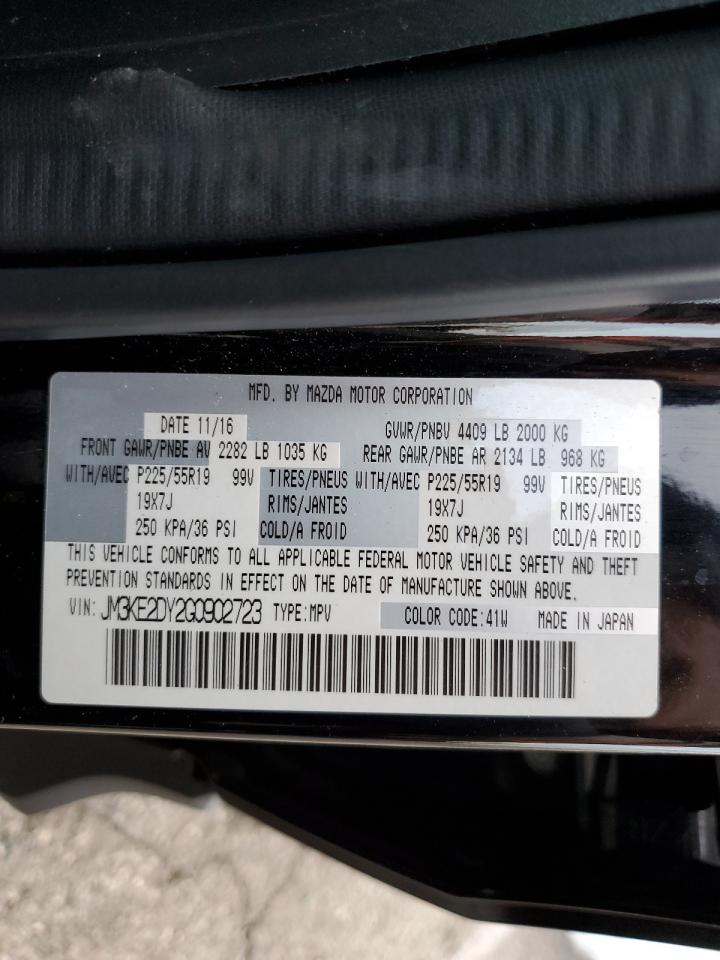 MFD. BY MAZDA MOTOR CORPORATION
DATE 11/16 GVWR/PNBV 4409 LB 2000 KG
FRONT GAWR/PNBE AV 2282 LB 1035 KG REAR GAWR/PNBE AR 2134 LB 968 KG
WITH/AVEC P225/55R19 99V TIRES/PNEUS WITH/AVEC P225/55R19 99V TIRES/PNEUS
19X7J RIMS/JANTES 19X7J RIMS/JANTES
250 KPA/36 PSI COLD/A FROID 250 KPA/36 PSI COLD/A FROID
THIS VEHICLE CONFORMS TO ALL APPLICABLE FEDERAL MOTOR VEHICLE SAFETY AND THEFT
PREVENTION STANDARDS IN EFFECT ON THE DATE OF MANUFACTURE SHOWN ABOVE.
VIN: JM3KE2DY2G0902723 TYPE:MPV COLOR CODE:41W MADE IN JAPAN